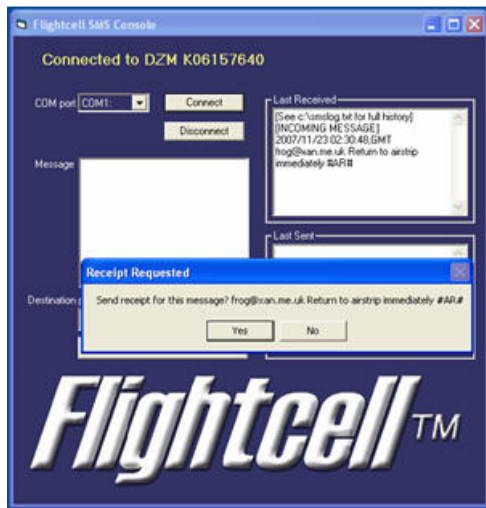 Flightcell SMS Console
Connected to DZM K06157640
COM port COM1: Connect
Disconnect
Last Received
[See c:\smslog.txt for full history]
[INCOMING MESSAGE]
2007/11/23 02:30:48,GMT
frog@xan.me.uk Return to airstrip
immediately #AR#
Message
Last Sent
Receipt Requested
Send receipt for this message? frog@xan.me.uk Return to airstrip immediately #AR#
Destination
Yes No
Flightcell TM